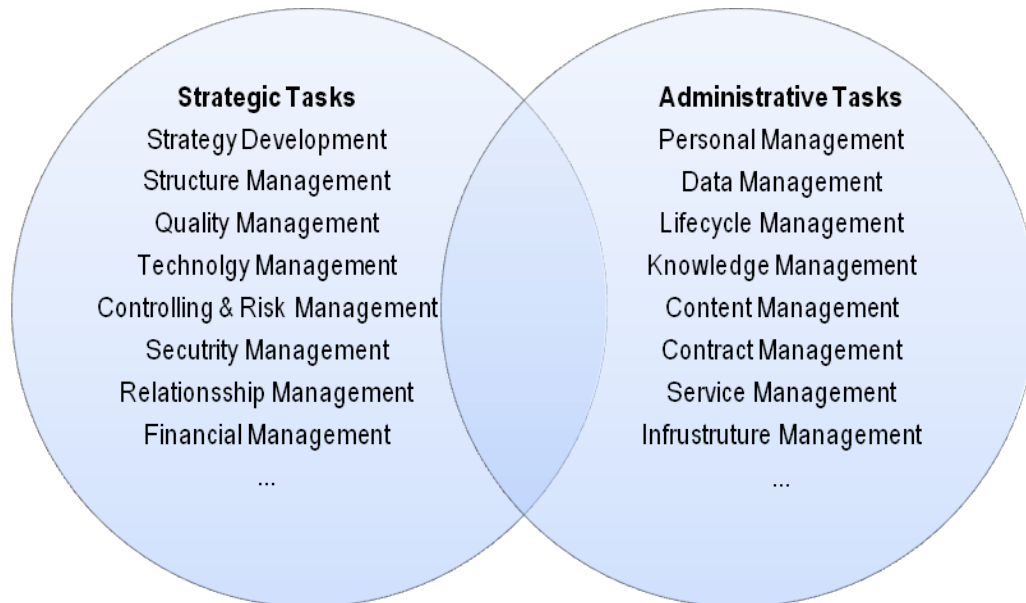 Strategic Tasks
Strategy Development
Structure Management
Quality Management
Technolgy Management
Controlling & Risk Management
Secutrity Management
Relationsship Management
Financial Management
...
Administrative Tasks
Personal Management
Data Management
Lifecycle Management
Knowledge Management
Content Management
Contract Management
Service Management
Infrustruture Management
...